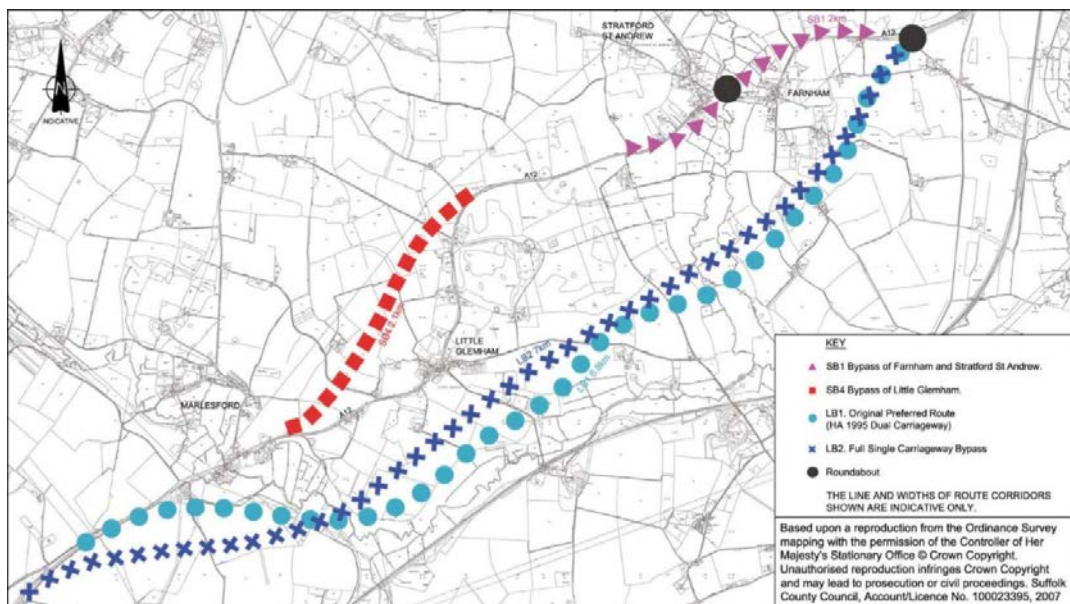 SB1 2km
STRATFORD
ST ANDREW
A12
FARNHAM
N
INDICATIVE
A12
SB4 2.1km
LITTLE
GLEMHAM
LB2 7km
LB1 6.9km
MARLESFORD
A12
KEY
SB1 Bypass of Farnham and Stratford St Andrew.
SB4 Bypass of Little Glemham.
LB1. Original Preferred Route
(HA 1995 Dual Carriageway)
LB2. Full Single Carriageway Bypass
Roundabout
THE LINE AND WIDTHS OF ROUTE CORRIDORS
SHOWN ARE INDICATIVE ONLY.
Based upon a reproduction from the Ordinance Survey
mapping with the permission of the Controller of Her
Majesty's Stationary Office © Crown Copyright.
Unauthorised reproduction infringes Crown Copyright
and may lead to prosecution or civil proceedings. Suffolk
County Council, Account/Licence No. 100023395, 2007